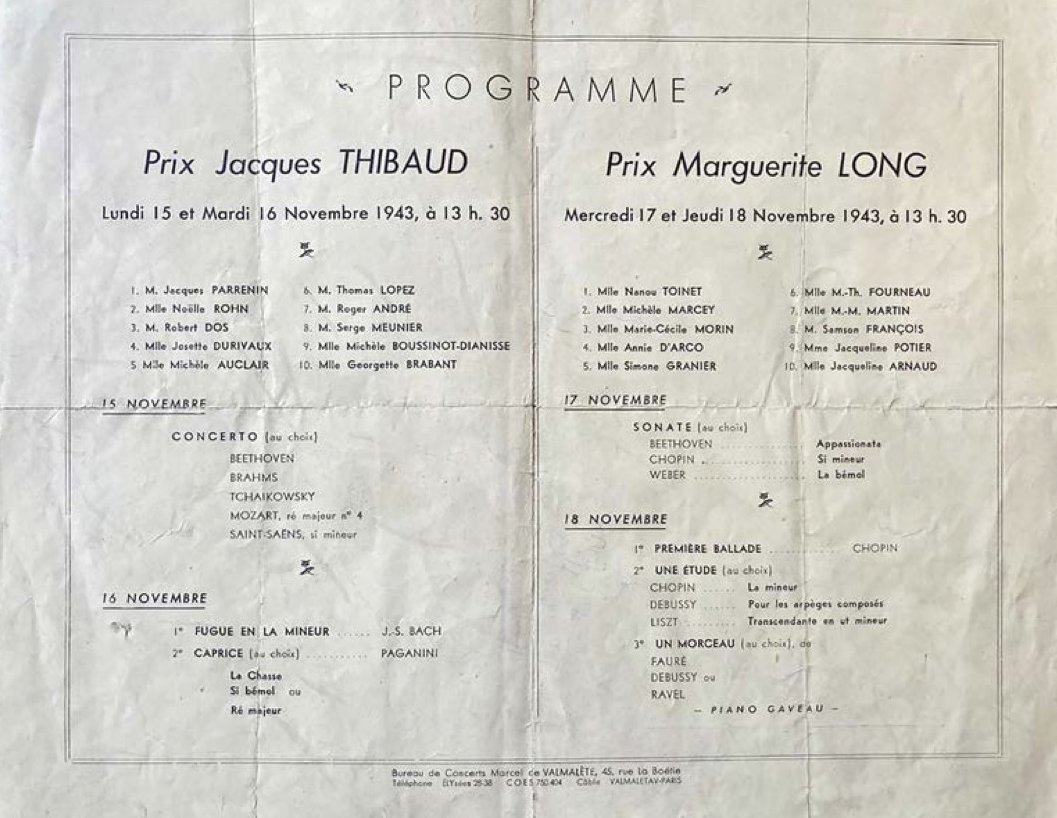 PROGRAMME
Prix Jacques THIBAUD
Lundi 15 et Mardi 16 Novembre 1943, à 13 h. 30
1. M. Jacques PARRENIN
2. Mlle Noëlle ROHN
3. M. Robert DOS
4. Mlle Josette DURIVAUX
5 Mlle Michèle AUCLAIR
6. M. Thomas LOPEZ
7. M. Roger ANDRÉ
8. M. Serge MEUNIER
9. Mlle Michèle BOUSSINOT-DIANISSE
10. Mlle Georgette BRABANT
15 NOVEMBRE
CONCERTO (au choix)
BEETHOVEN
BRAHMS
TCHAIKOWSKY
MOZART, ré majeur n° 4
SAINT-SAËNS, si mineur
16 NOVEMBRE
1° FUGUE EN LA MINEUR ...... J.-S. BACH
2° CAPRICE (au choix) ........... PAGANINI
La Chasse
Si bémol ou
Ré majeur
Prix Marguerite LONG
Mercredi 17 et Jeudi 18 Novembre 1943, à 13 h. 30
1. Mlle Nanou TOINET
2. Mlle Michèle MARCEY
3. Mlle Marie-Cécile MORIN
4. Mlle Annie D'ARCO
5. Mlle Simone GRANIER
6. Mlle M.-Th. FOURNEAU
7. Mlle M.-M. MARTIN
8. M. Samson FRANÇOIS
9. Mme Jacqueline POTIER
10. Mlle Jacqueline ARNAUD
17 NOVEMBRE
SONATE (au choix)
BEETHOVEN ................ Appassionata
CHOPIN .................. Si mineur
WEBER .................... La bémol
18 NOVEMBRE
1° PREMIÈRE BALLADE ............ CHOPIN
2° UNE ÉTUDE (au choix)
CHOPIN ...... La mineur
DEBUSSY ...... Pour les arpèges composés
LISZT ......... Transcendante en ut mineur
3° UN MORCEAU (au choix), de
FAURÉ
DEBUSSY ou
RAVEL
– PIANO GAVEAU –
Bureau de Concerts Marcel de VALMALÈTE, 45, rue La Boëtie
Téléphone ELYsées 28-38 C O E S 750.404 Câble VALMALETAV-PARIS